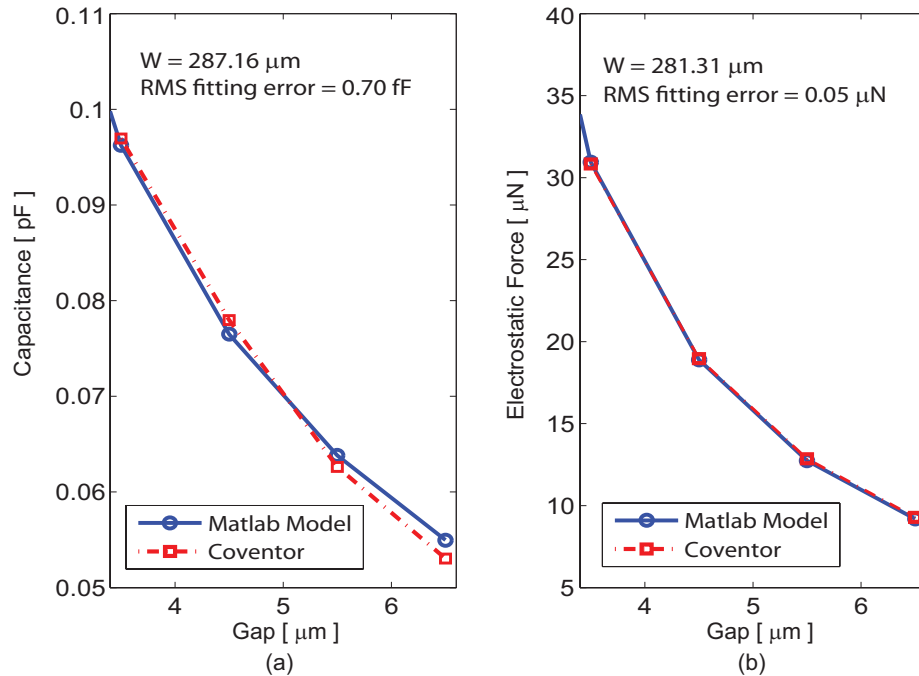 W = 287.16 μm
RMS fitting error = 0.70 fF
0.1
0.09
0.08
0.07
0.06
0.05
Capacitance [ pF ]
Matlab Model
Coventor
4 5 6
Gap [ μm ]
(a)
W = 281.31 μm
RMS fitting error = 0.05 μN
40
35
30
25
20
15
10
5
Electrostatic Force [ μN ]
Matlab Model
Coventor
4 5 6
Gap [ μm ]
(b)